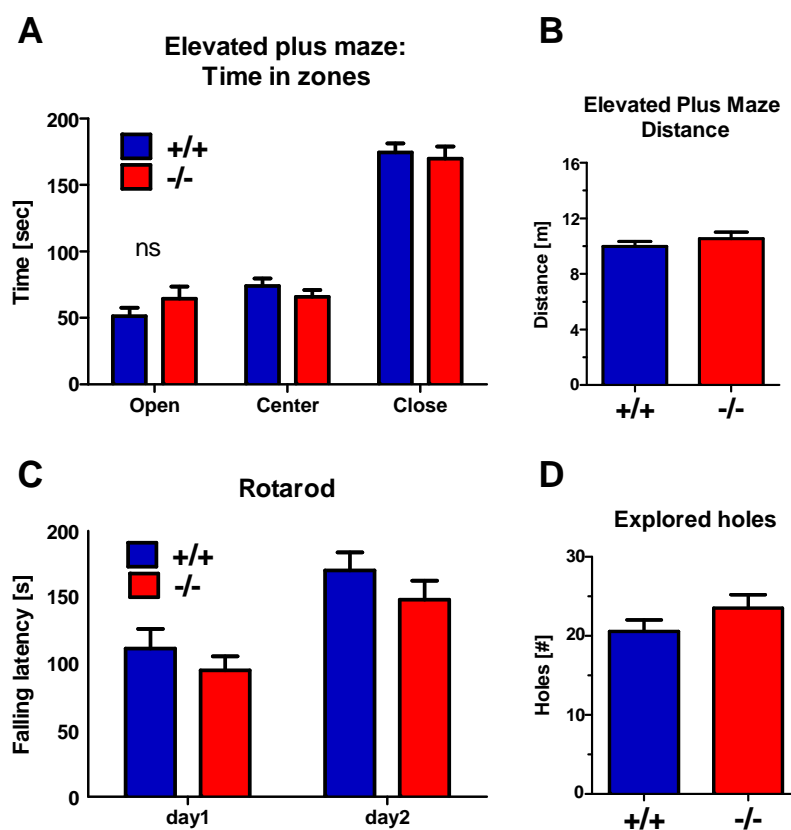 A
Elevated plus maze:
Time in zones
Time [sec]
200
150
100
50
0
+/+
-/-
ns
Open
Center
Close
B
Elevated Plus Maze
Distance
Distance [m]
16
12
8
4
0
+/+
-/-
C
Rotarod
Falling latency [s]
200
150
100
50
0
+/+
-/-
day1
day2
D
Explored holes
Holes [#]
30
20
10
0
+/+
-/-